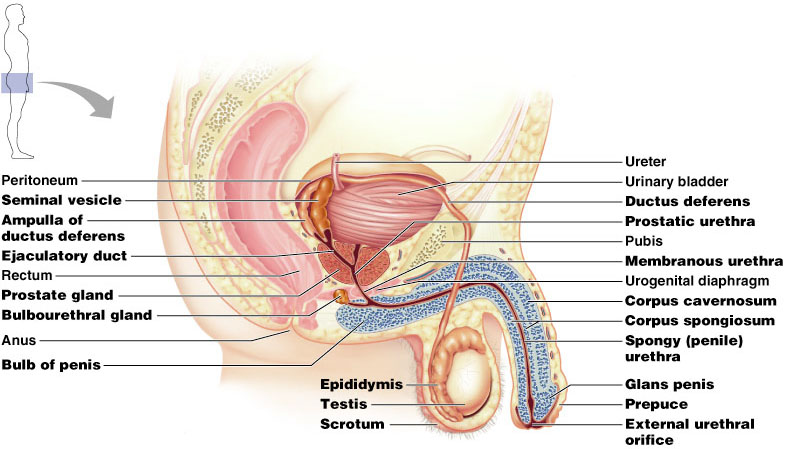 Peritoneum
Seminal vesicle
Ampulla of
ductus deferens
Ejaculatory duct
Rectum
Prostate gland
Bulbourethral gland
Anus
Bulb of penis
Epididymis
Testis
Scrotum
Ureter
Urinary bladder
Ductus deferens
Prostatic urethra
Pubis
Membranous urethra
Urogenital diaphragm
Corpus cavernosum
Corpus spongiosum
Spongy (penile)
urethra
Glans penis
Prepuce
External urethral
orifice